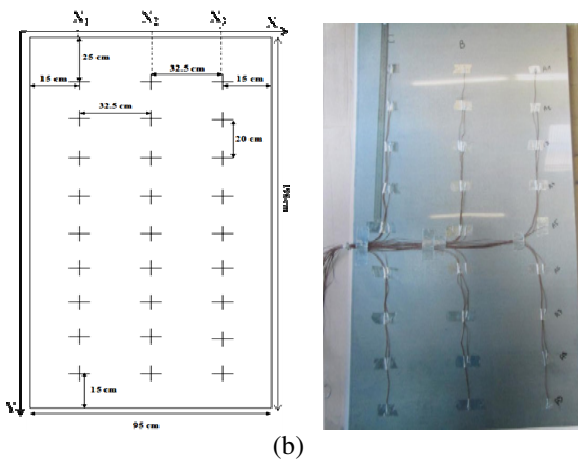 X₁ X₂ X₃ X
25 cm
32.5 cm
15 cm 15 cm
32.5 cm
20 cm
15 cm
Y
95 cm
B
(b)